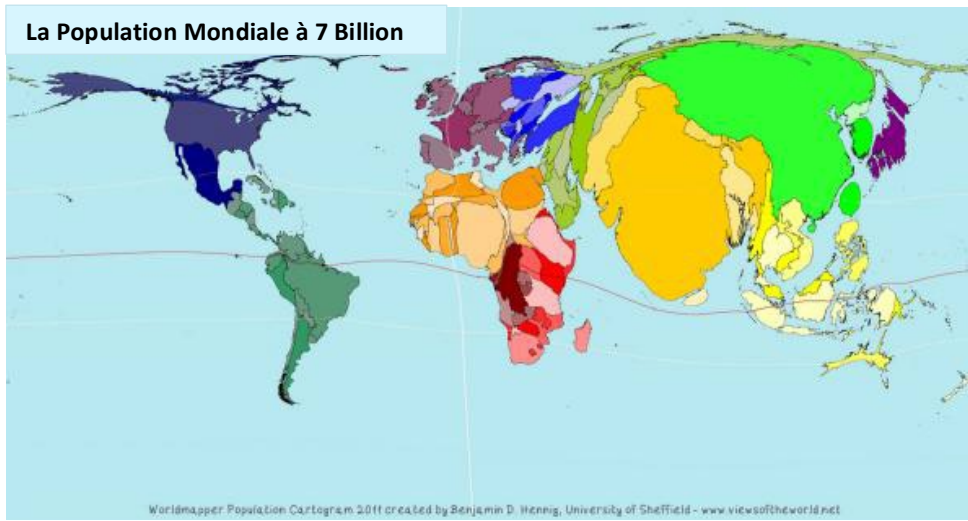 La Population Mondiale à 7 Billion
Worldmapper Population Cartogram 2011 created by Benjamin D. Hennig, University of Sheffield - www.viewsoftheworld.net